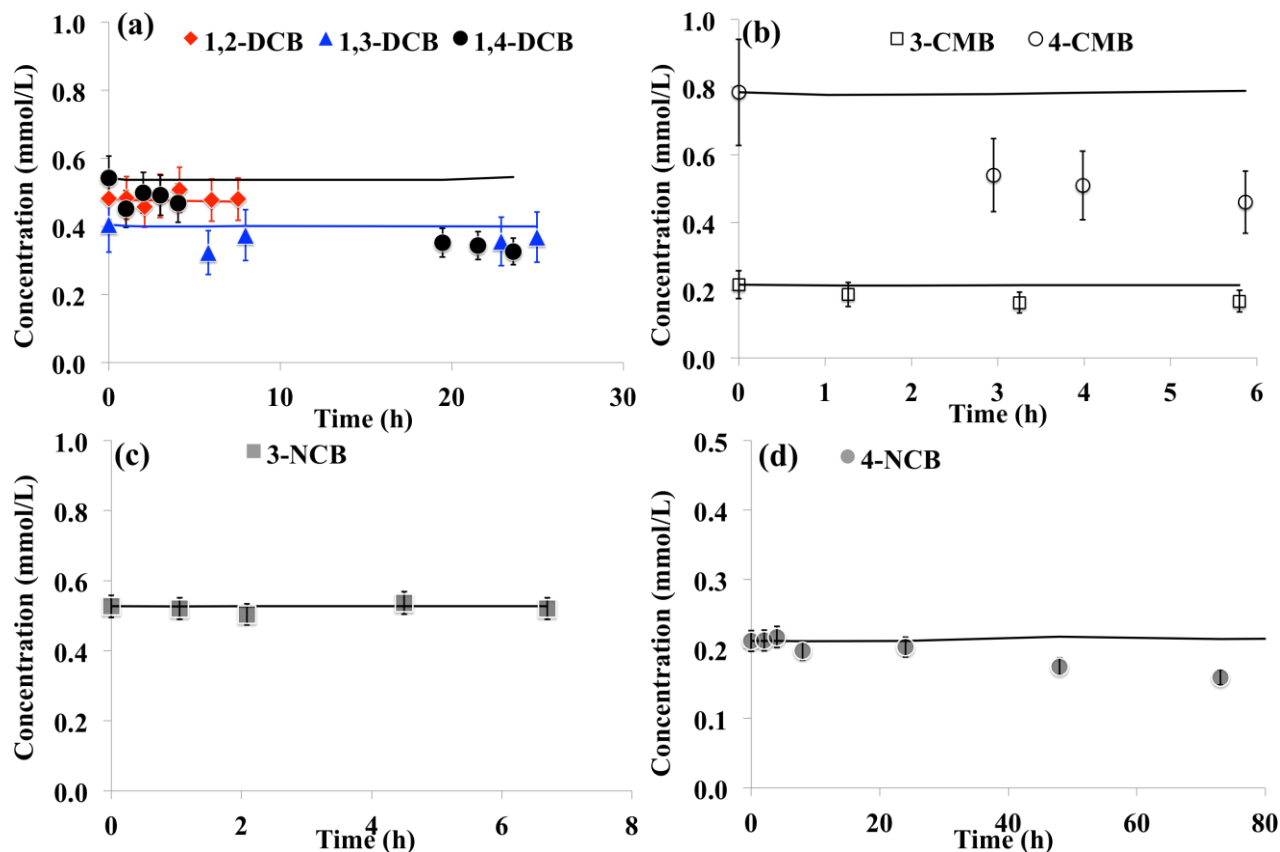 (a)
1,2-DCB 1,3-DCB 1,4-DCB
Concentration (mmol/L)
1.0
0.8
0.6
0.4
0.2
0.0
0 10 20 30
Time (h)
(b)
3-CMB 4-CMB
Concentration (mmol/L)
1.0
0.8
0.6
0.4
0.2
0.0
0 1 2 3 4 5 6
Time (h)
(c)
3-NCB
Concentration (mmol/L)
1.0
0.8
0.6
0.4
0.2
0.0
0 2 4 6 8
Time (h)
(d)
4-NCB
Concentration (mmol/L)
0.5
0.4
0.3
0.2
0.1
0.0
0 20 40 60 80
Time (h)